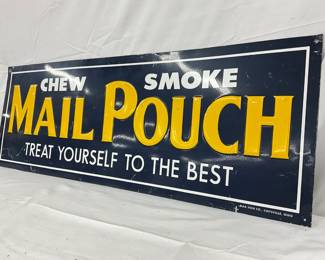 CHEW SMOKE
MAIL POUCH
TREAT YOURSELF TO THE BEST